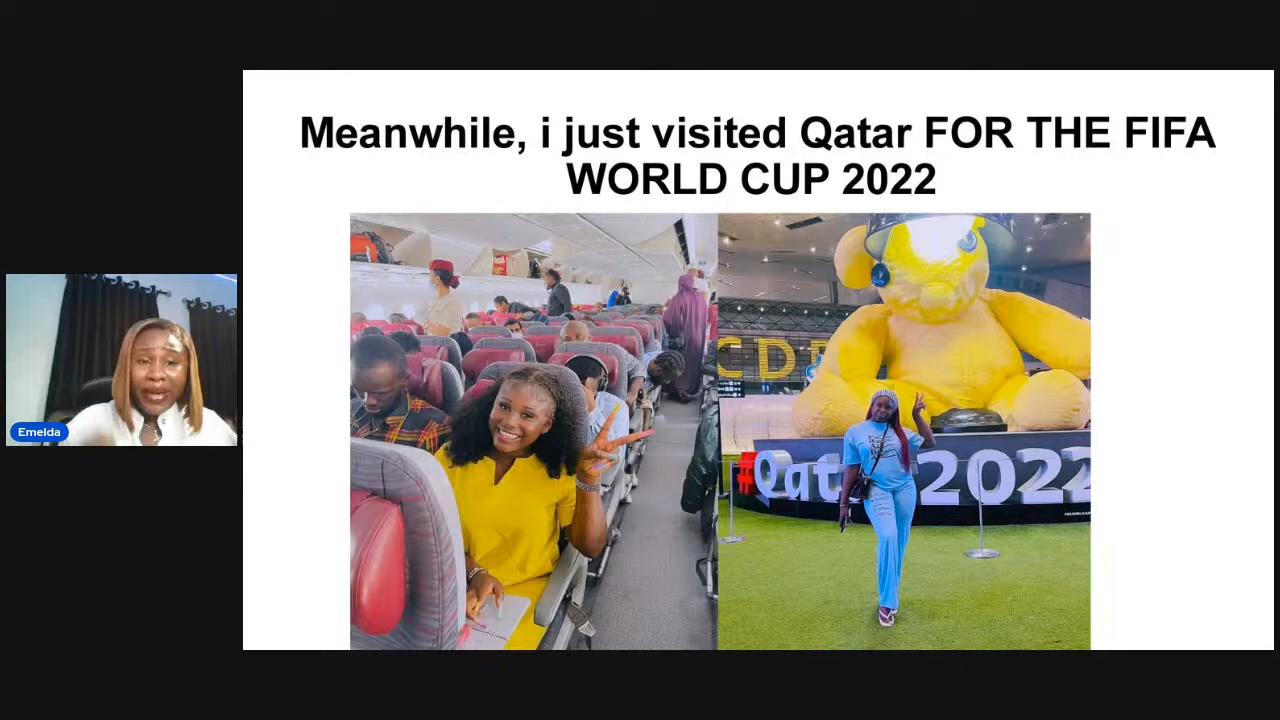 Meanwhile, i just visited Qatar FOR THE FIFA
WORLD CUP 2022
Emelda
#Qatar 2022